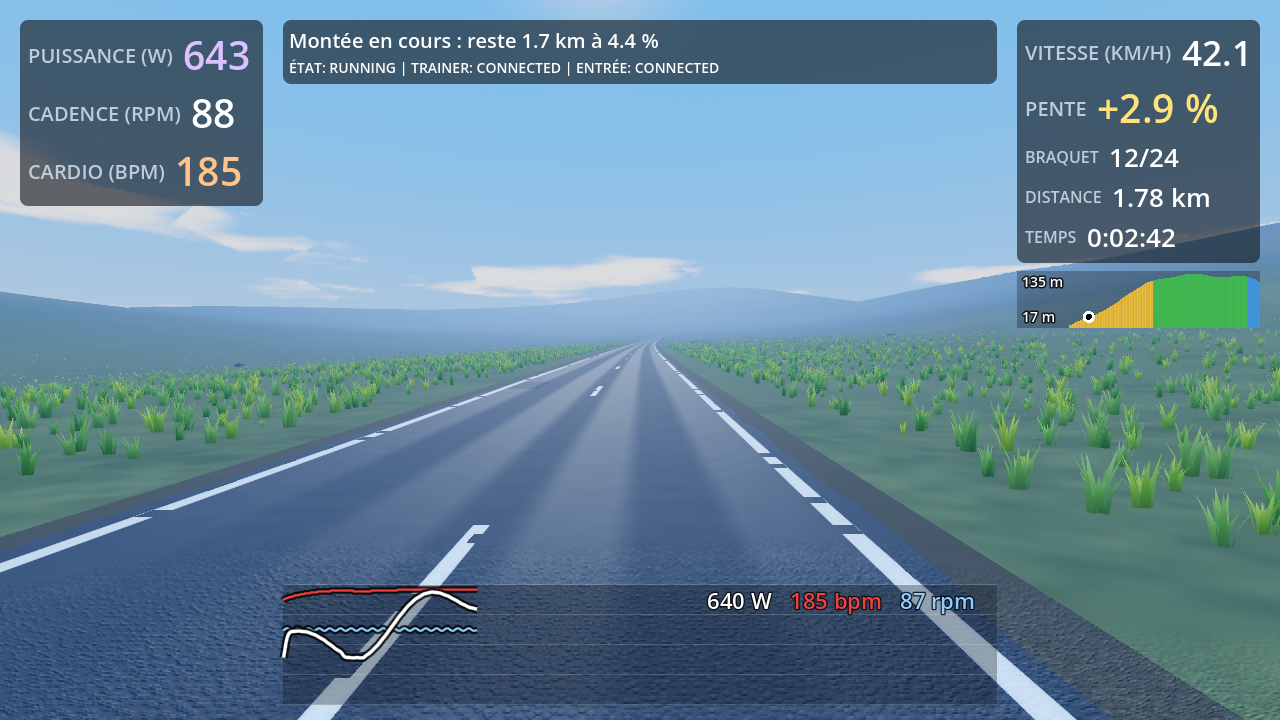 PUISSANCE (W) 643
CADENCE (RPM) 88
CARDIO (BPM) 185
Montée en cours : reste 1.7 km à 4.4 %
ÉTAT: RUNNING | TRAINER: CONNECTED | ENTRÉE: CONNECTED
VITESSE (KM/H) 42.1
PENTE +2.9 %
BRAQUET 12/24
DISTANCE 1.78 km
TEMPS 0:02:42
135 m
17 m
640 W 185 bpm 87 rpm